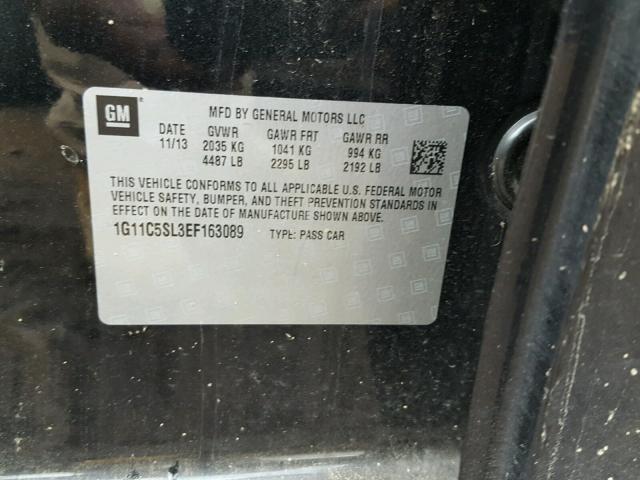 GM
MFD BY GENERAL MOTORS LLC
DATE GVWR GAWR FRT GAWR RR
11/13 2035 KG 1041 KG 994 KG
4487 LB 2295 LB 2192 LB
THIS VEHICLE CONFORMS TO ALL APPLICABLE U.S. FEDERAL MOTOR
VEHICLE SAFETY, BUMPER, AND THEFT PREVENTION STANDARDS IN
EFFECT ON THE DATE OF MANUFACTURE SHOWN ABOVE.
1G11C5SL3EF163089 TYPE: PASS CAR